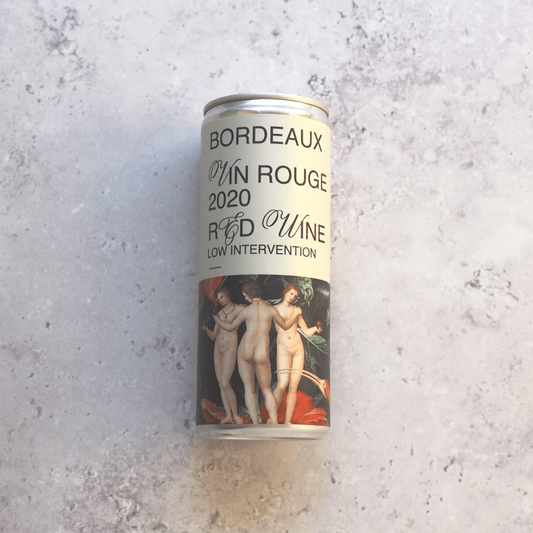 BORDEAUX
VIN ROUGE
2020
RED WINE
LOW INTERVENTION